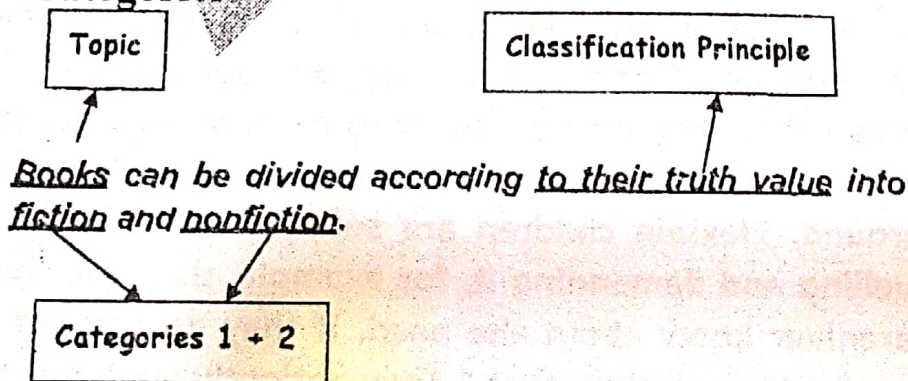 Topic
Classification Principle
Books can be divided according to their truth value into
fiction and nonfiction.
Categories 1 + 2